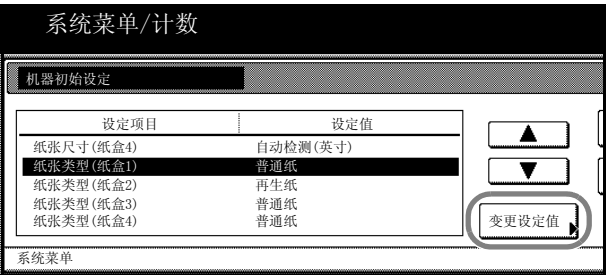 系统菜单/计数
机器初始设定
设定项目 设定值
纸张尺寸(纸盒4) 自动检测(英寸)
纸张类型(纸盒1) 普通纸
纸张类型(纸盒2) 再生纸
纸张类型(纸盒3) 普通纸
纸张类型(纸盒4) 普通纸
变更设定值
系统菜单